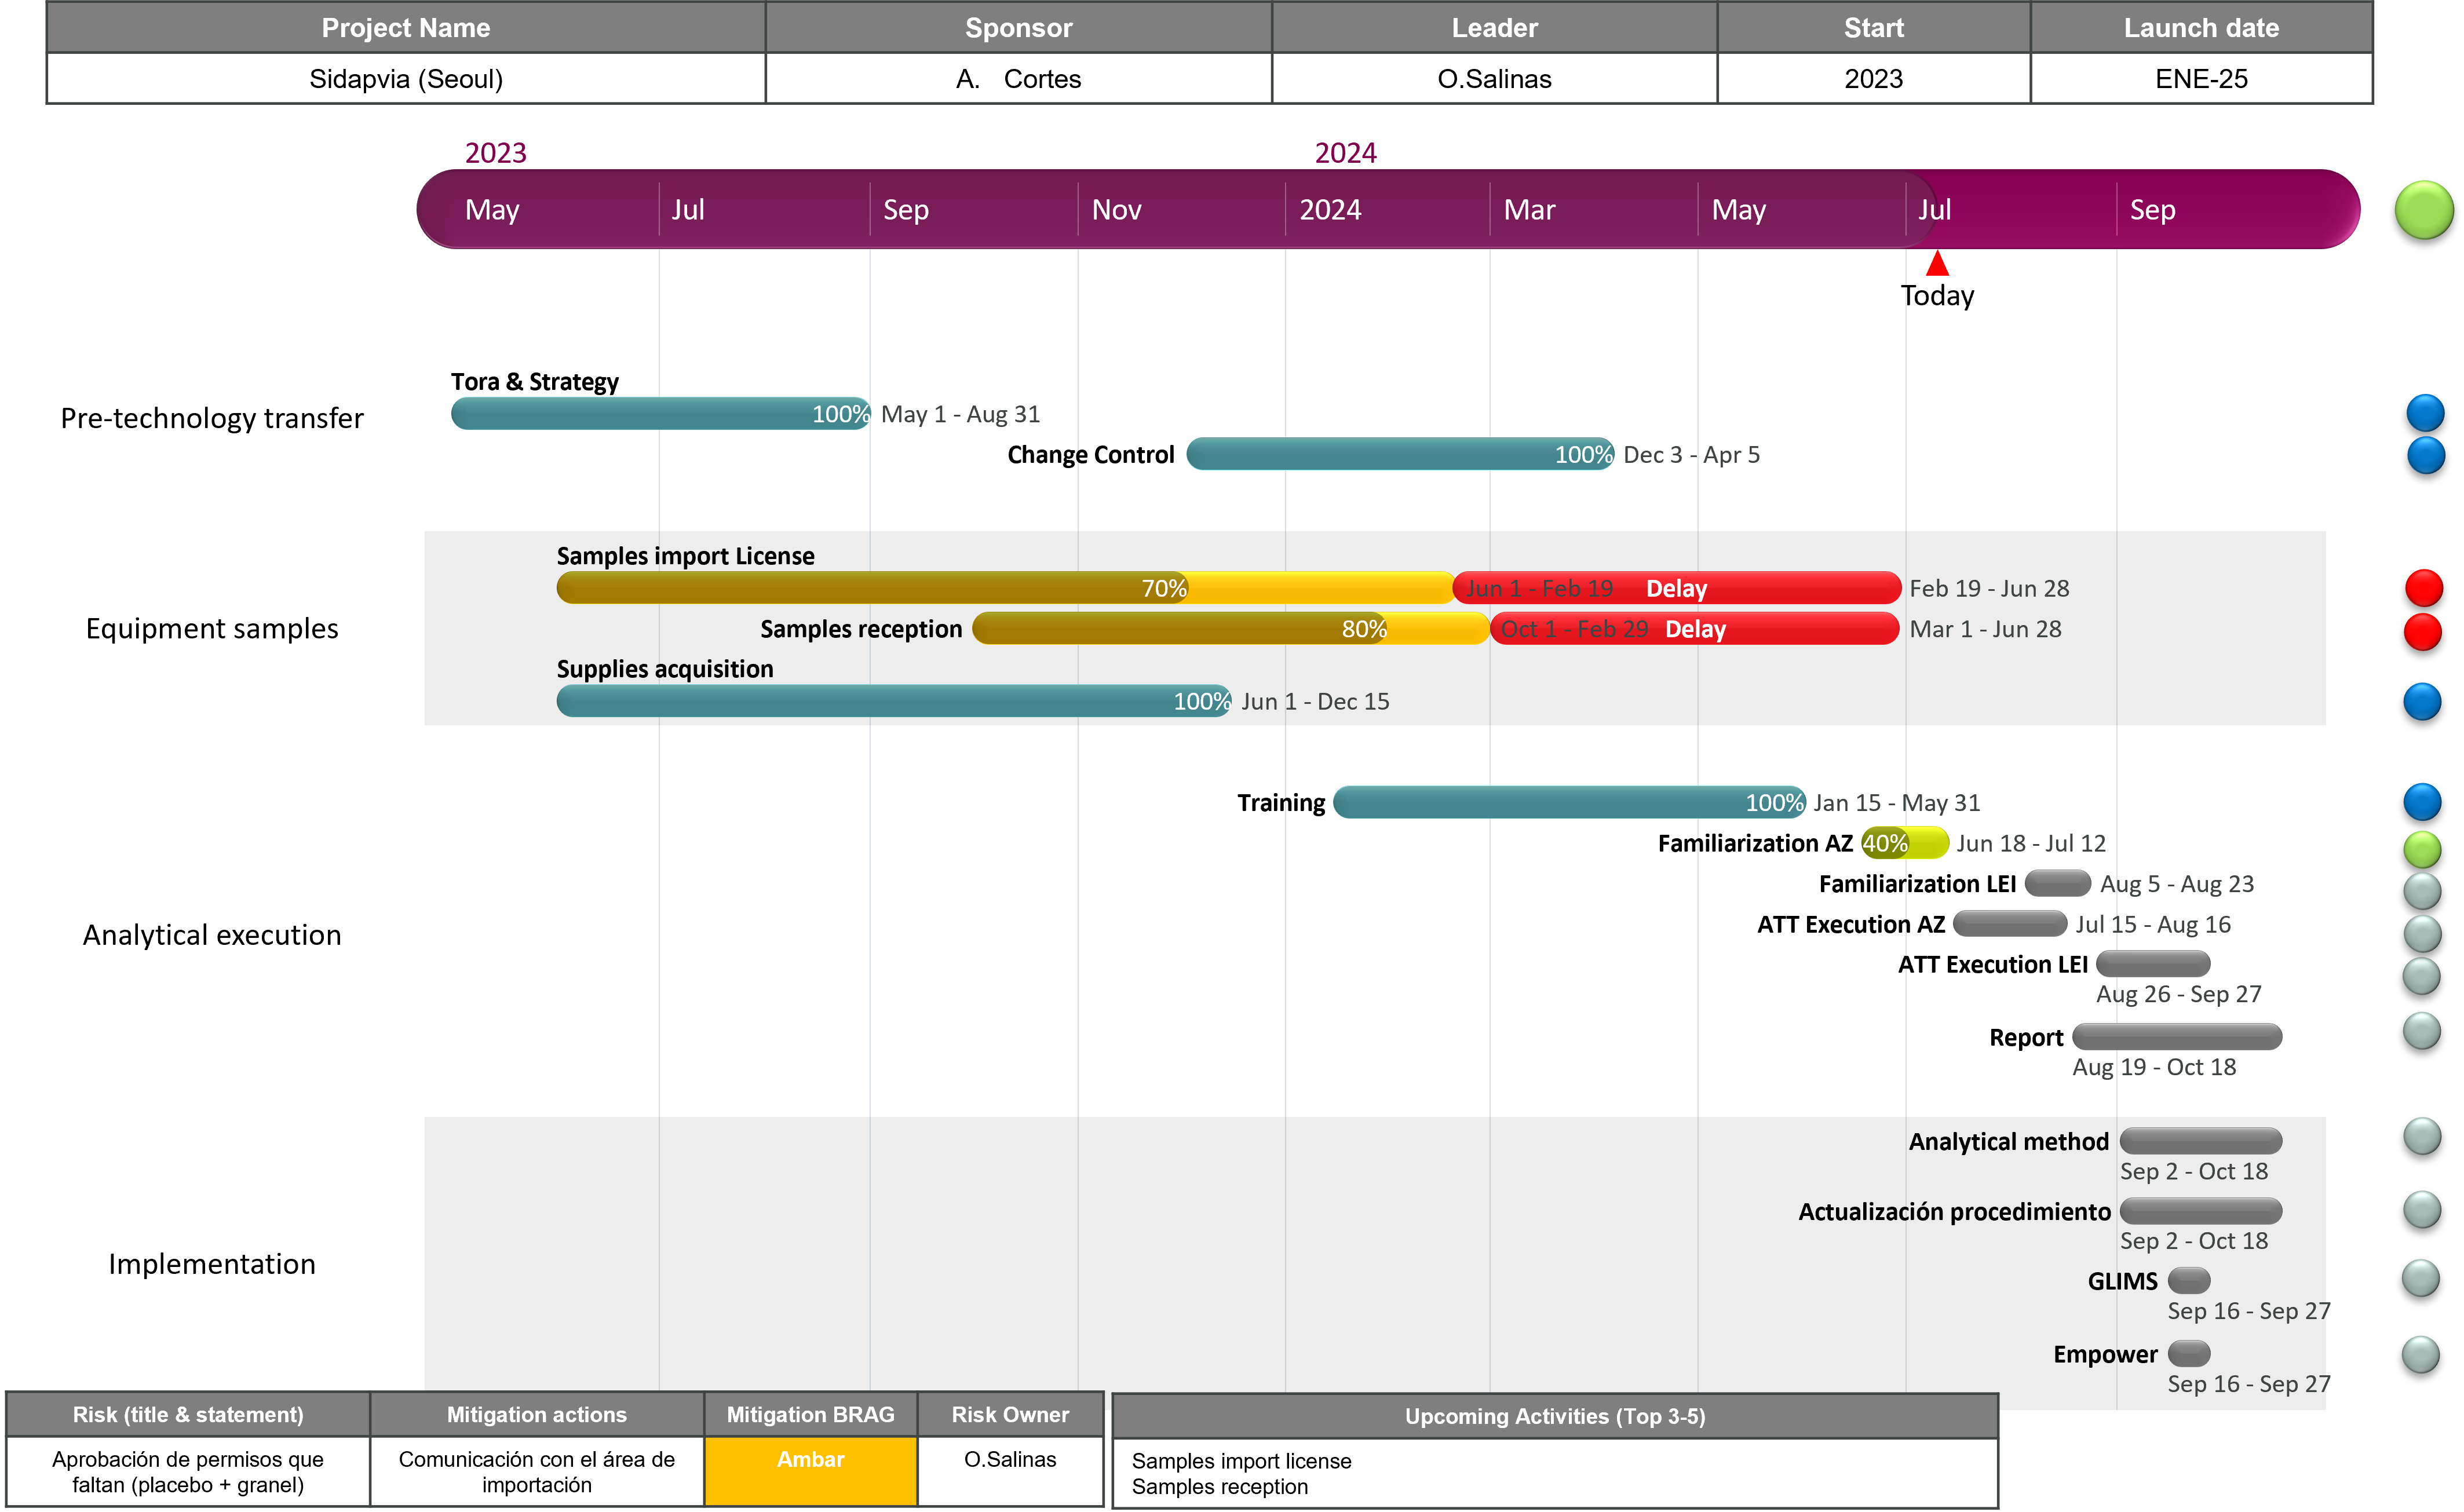 Project Name Sponsor Leader Start Launch date
Sidapvia (Seoul) A. Cortes O.Salinas 2023 ENE-25
2023 2024
May Jul Sep Nov 2024 Mar May Jul Sep
Today
Pre-technology transfer
Tora & Strategy
100% May 1 - Aug 31
Change Control 100% Dec 3 - Apr 5
Equipment samples
Samples import License
70% Jun 1 - Feb 19 Delay Feb 19 - Jun 28
Samples reception 80% Oct 1 - Feb 29 Delay Mar 1 - Jun 28
Supplies acquisition
100% Jun 1 - Dec 15
Analytical execution
Training 100% Jan 15 - May 31
Familiarization AZ 40% Jun 18 - Jul 12
Familiarization LEI Aug 5 - Aug 23
ATT Execution AZ Jul 15 - Aug 16
ATT Execution LEI
Aug 26 - Sep 27
Report
Aug 19 - Oct 18
Implementation
Analytical method
Sep 2 - Oct 18
Actualización procedimiento
Sep 2 - Oct 18
GLIMS
Sep 16 - Sep 27
Empower
Sep 16 - Sep 27
Risk (title & statement) Mitigation actions Mitigation BRAG Risk Owner
Aprobación de permisos que faltan (placebo + granel) Comunicación con el área de importación Ambar O.Salinas
Upcoming Activities (Top 3-5)
Samples import license
Samples reception